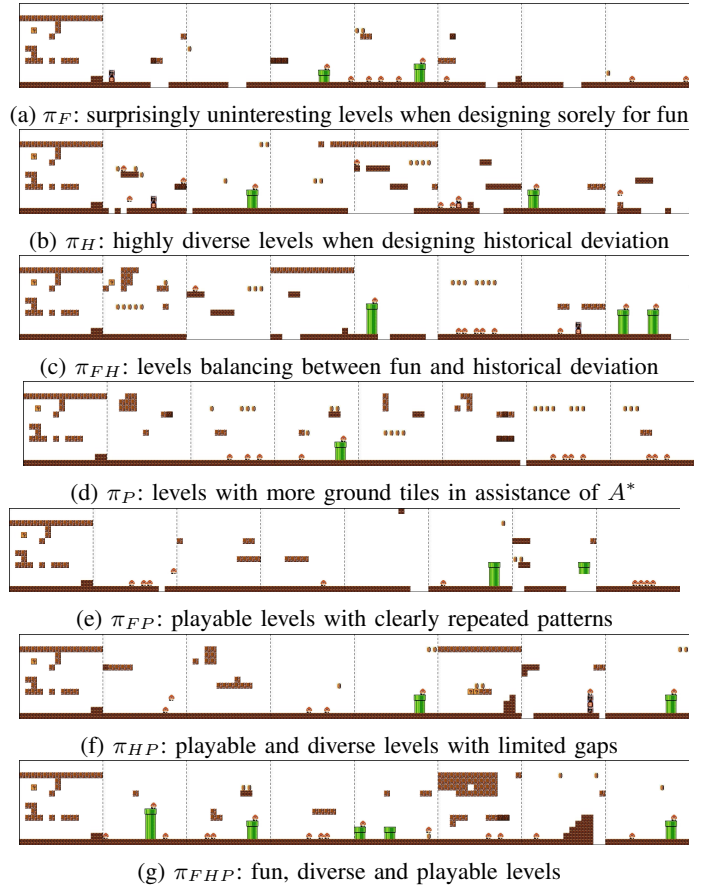 (a) π_F: surprisingly uninteresting levels when designing sorely for fun
(b) π_H: highly diverse levels when designing historical deviation
(c) π_FH: levels balancing between fun and historical deviation
(d) π_P: levels with more ground tiles in assistance of A*
(e) π_FP: playable levels with clearly repeated patterns
(f) π_HP: playable and diverse levels with limited gaps
(g) π_FHP: fun, diverse and playable levels